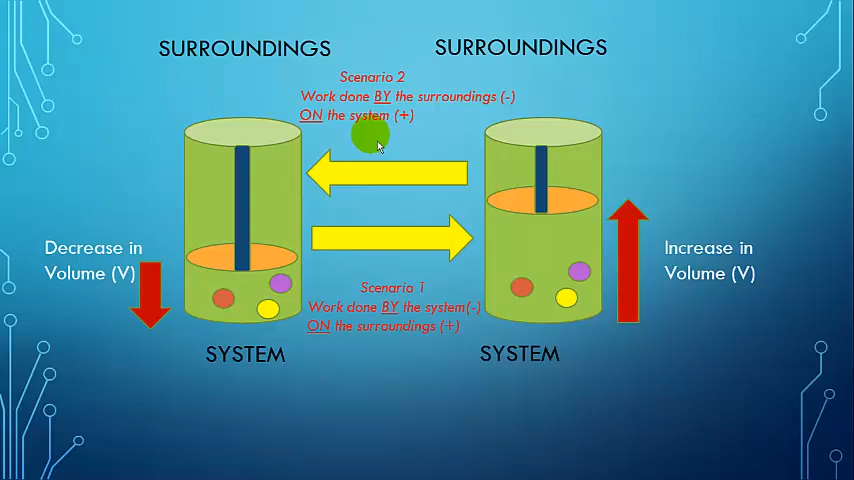 SURROUNDINGS
SURROUNDINGS
Scenario 2
Work done BY the surroundings (-)
ON the system (+)
Decrease in
Volume (V)
Increase in
Volume (V)
Scenario 1
Work done BY the system(-)
ON the surroundings (+)
SYSTEM
SYSTEM